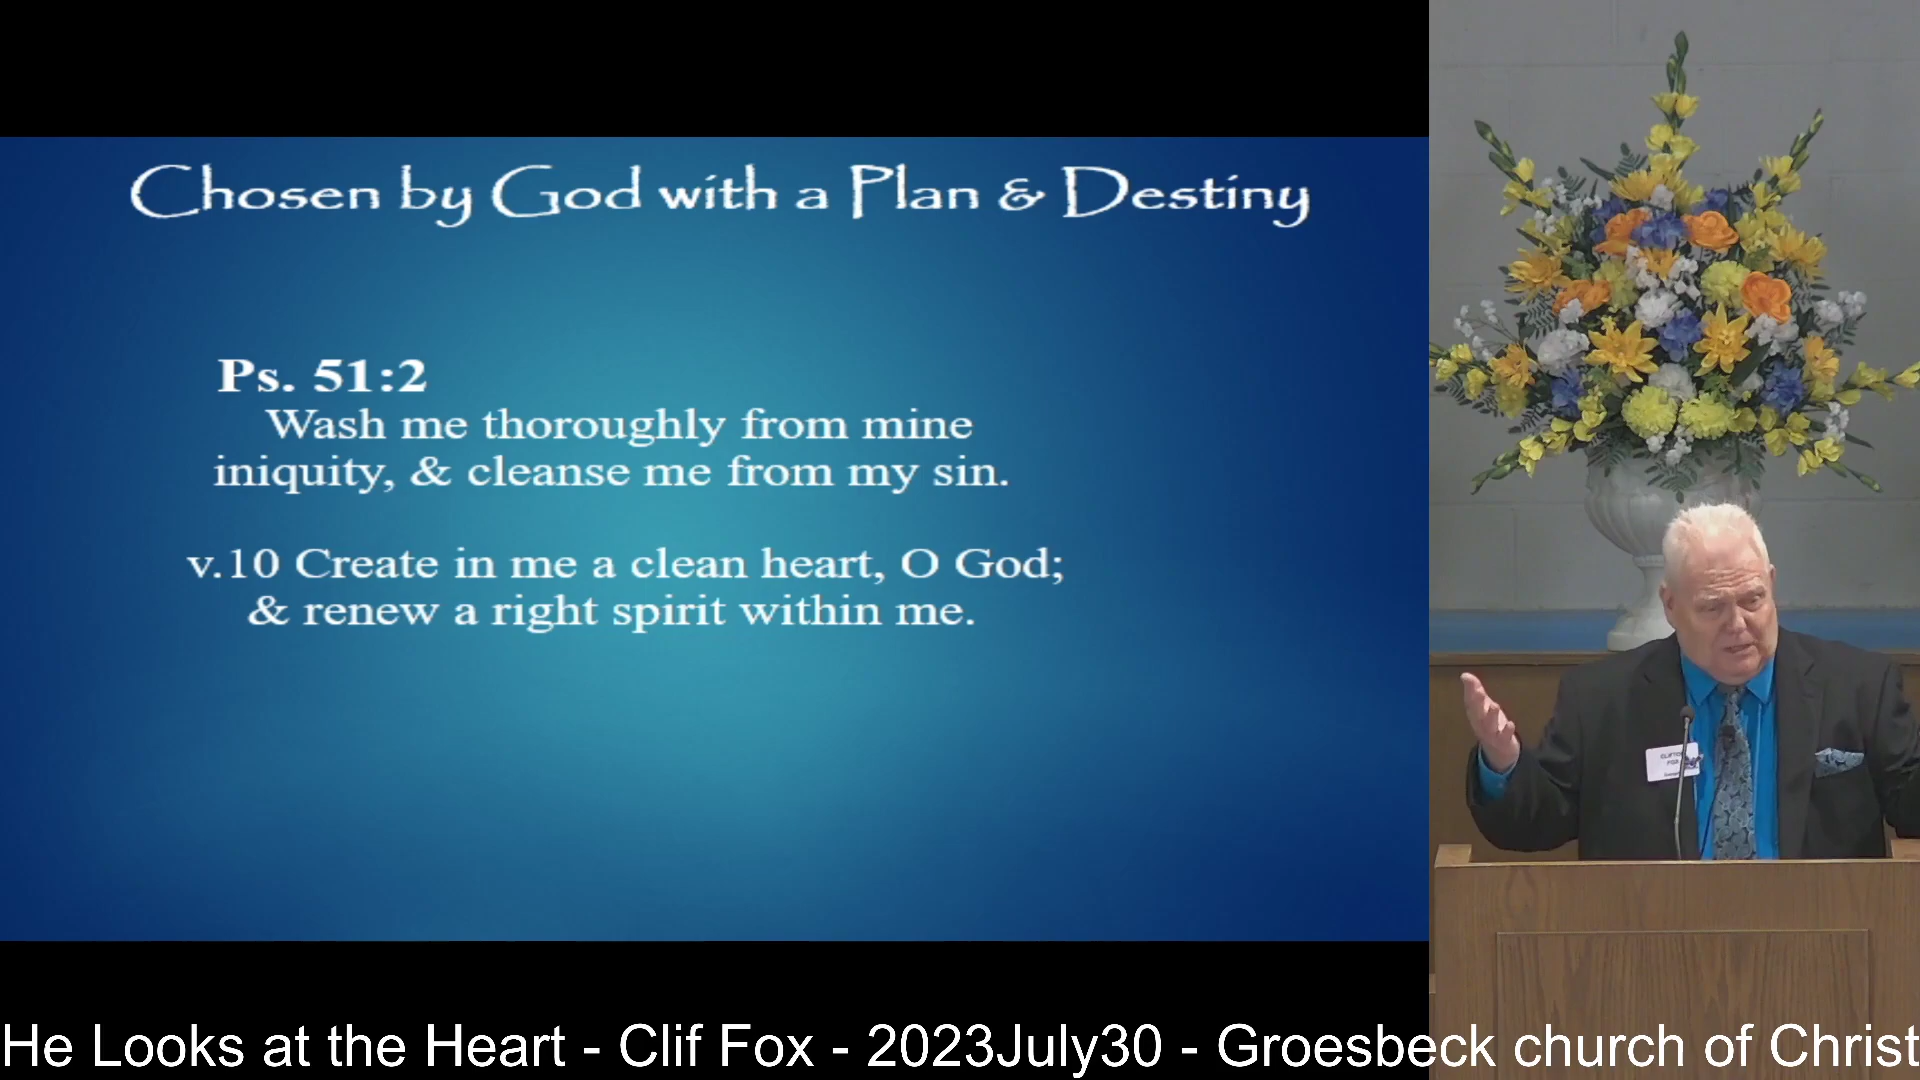 Chosen by God with a Plan & Destiny
Ps. 51:2
Wash me thoroughly from mine
iniquity, & cleanse me from my sin.
v.10 Create in me a clean heart, O God;
& renew a right spirit within me.
He Looks at the Heart - Clif Fox - 2023July30 - Groesbeck church of Christ